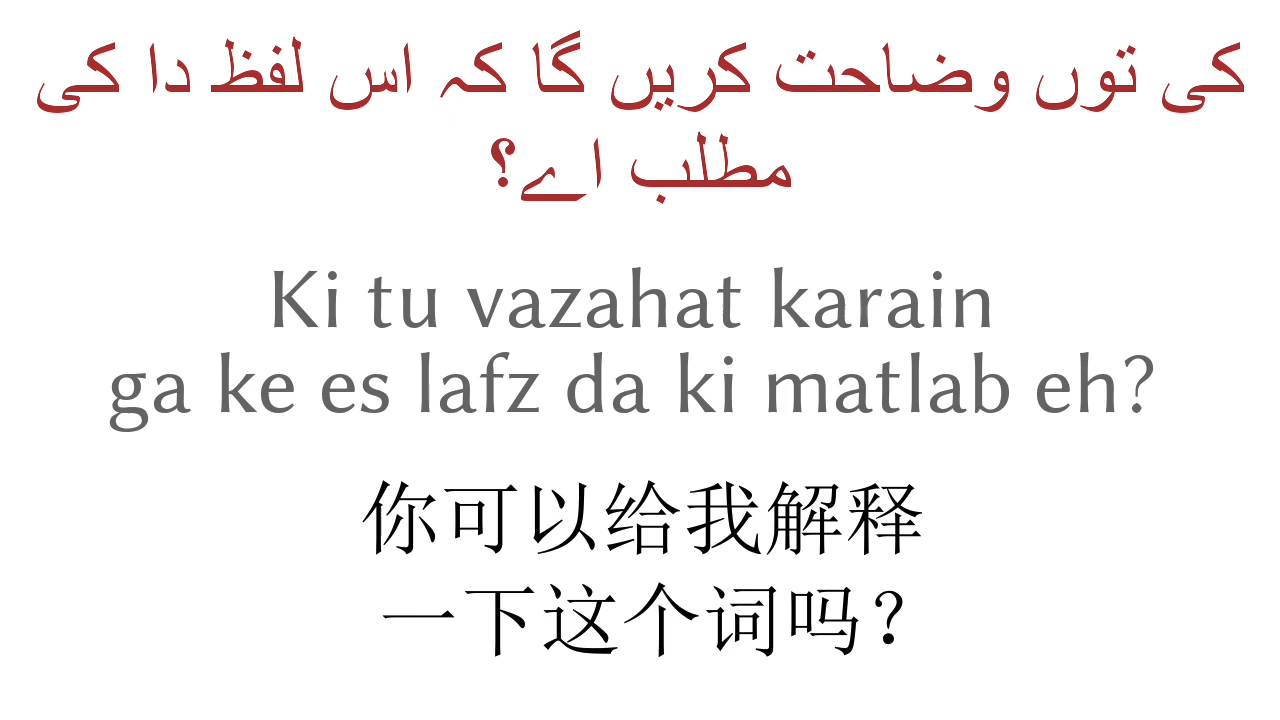 کی توں وضاحت کریں گا کہ اس لفظ دا کی
مطلب اے؟
Ki tu vazahat karain
ga ke es lafz da ki matlab eh?
你可以给我解释
一下这个词吗？